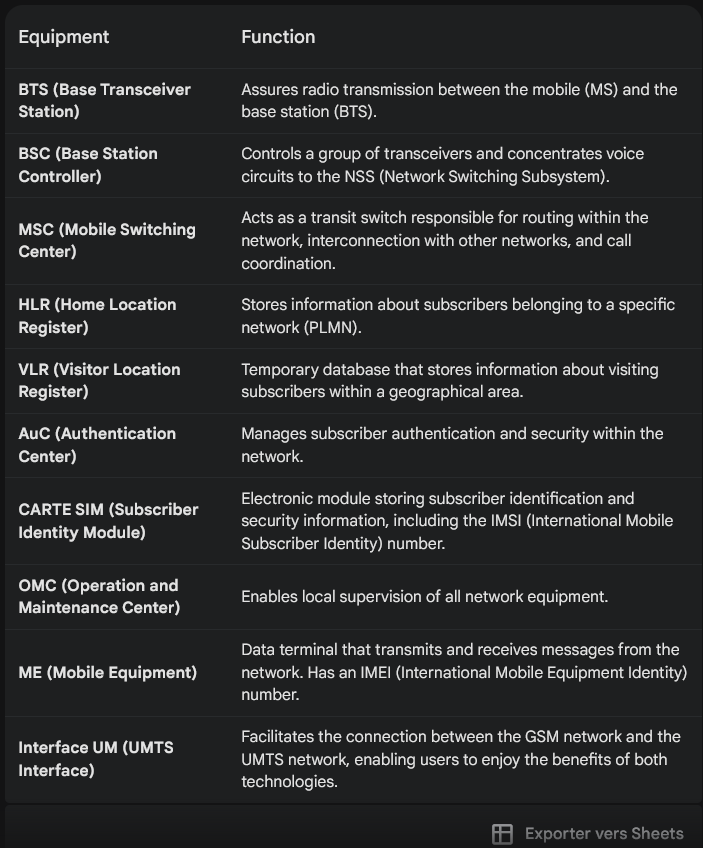 Equipment
Function
BTS (Base Transceiver
Station)
Assures radio transmission between the mobile (MS) and the
base station (BTS).
BSC (Base Station
Controller)
Controls a group of transceivers and concentrates voice
circuits to the NSS (Network Switching Subsystem).
MSC (Mobile Switching
Center)
Acts as a transit switch responsible for routing within the
network, interconnection with other networks, and call
coordination.
HLR (Home Location
Register)
Stores information about subscribers belonging to a specific
network (PLMN).
VLR (Visitor Location
Register)
Temporary database that stores information about visiting
subscribers within a geographical area.
AuC (Authentication
Center)
Manages subscriber authentication and security within the
network.
CARTE SIM (Subscriber
Identity Module)
Electronic module storing subscriber identification and
security information, including the IMSI (International Mobile
Subscriber Identity) number.
OMC (Operation and
Maintenance Center)
Enables local supervision of all network equipment.
ME (Mobile Equipment)
Data terminal that transmits and receives messages from the
network. Has an IMEI (International Mobile Equipment Identity)
number.
Interface UM (UMTS
Interface)
Facilitates the connection between the GSM network and the
UMTS network, enabling users to enjoy the benefits of both
technologies.
Exporter vers Sheets